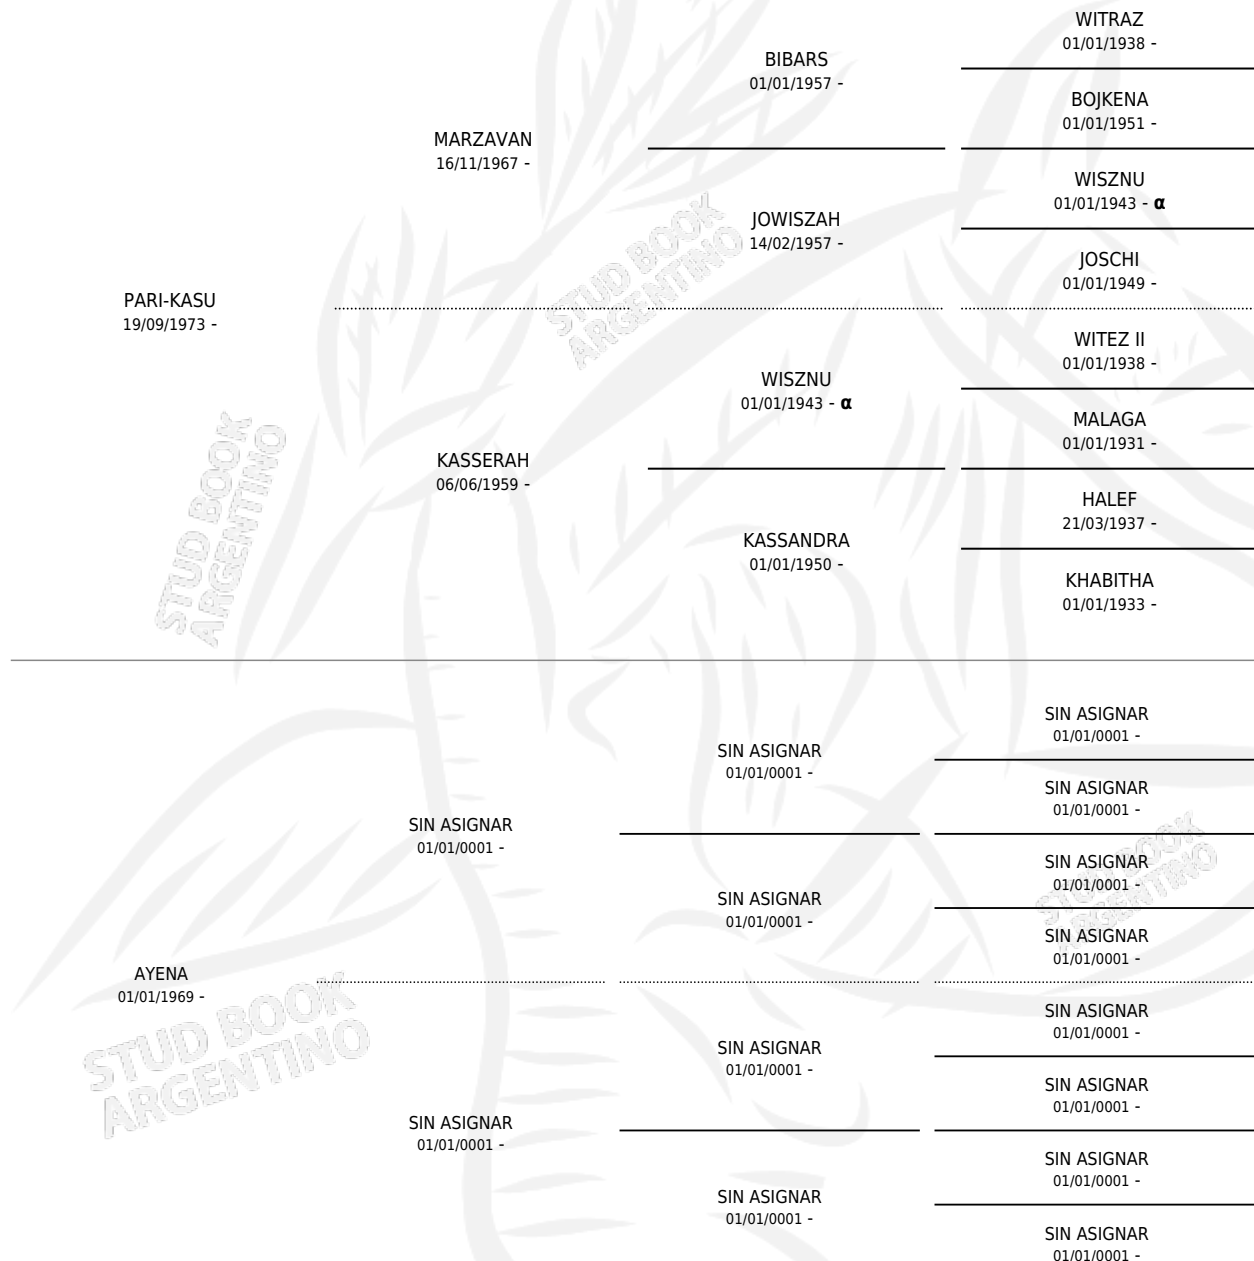 WITRAZ
01/01/1938 -
BIBARS
01/01/1957 -
BOJKENA
01/01/1951 -
MARZAVAN
16/11/1967 -
WISZNU
01/01/1943 - α
JOWISZAH
14/02/1957 -
JOSCHI
01/01/1949 -
PARI-KASU
19/09/1973 -
WITEZ II
01/01/1938 -
WISZNU
01/01/1943 - α
MALAGA
01/01/1931 -
KASSERAH
06/06/1959 -
HALEF
21/03/1937 -
KASSANDRA
01/01/1950 -
KHABITHA
01/01/1933 -
STUD BOOK
ARGENTINO
STUD BOOK
ARGENTINO
SIN ASIGNAR
01/01/0001 -
SIN ASIGNAR
01/01/0001 -
SIN ASIGNAR
01/01/0001 -
SIN ASIGNAR
01/01/0001 -
SIN ASIGNAR
01/01/0001 -
SIN ASIGNAR
01/01/0001 -
SIN ASIGNAR
01/01/0001 -
AYENA
01/01/1969 -
SIN ASIGNAR
01/01/0001 -
SIN ASIGNAR
01/01/0001 -
SIN ASIGNAR
01/01/0001 -
SIN ASIGNAR
01/01/0001 -
SIN ASIGNAR
01/01/0001 -
SIN ASIGNAR
01/01/0001 -
SIN ASIGNAR
01/01/0001 -
STUD BOOK
ARGENTINO
STUD BOOK
ARGENTINO